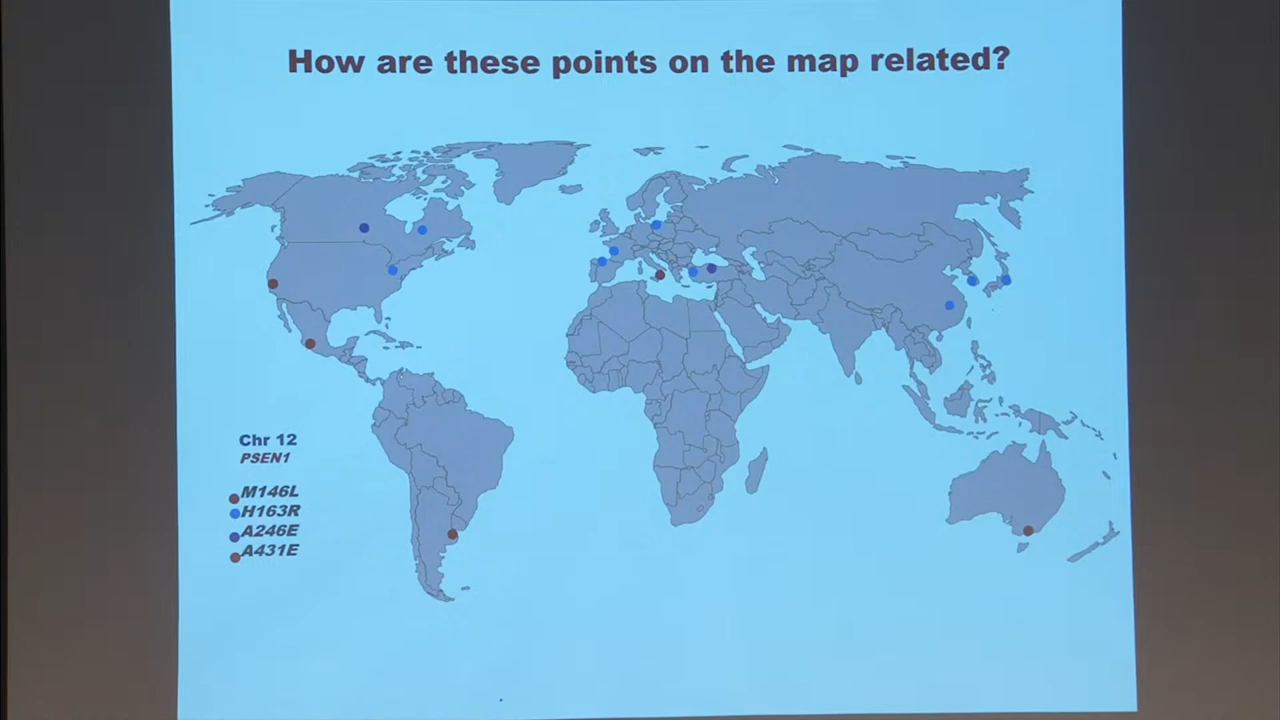 How are these points on the map related?
Chr 12
PSEN1
M146L
H163R
A246E
A431E